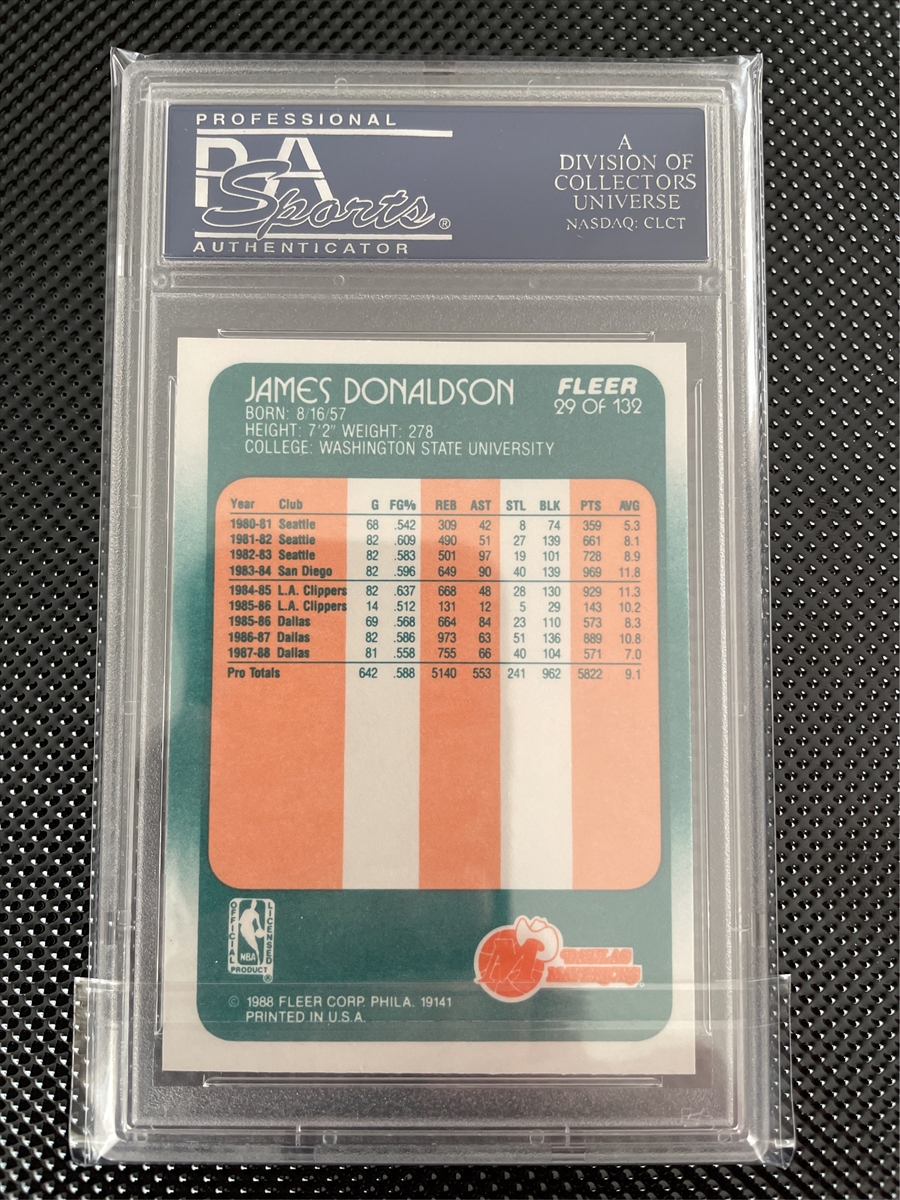 PROFESSIONAL
PSA
Sports®
AUTHENTICATOR
A
DIVISION OF
COLLECTORS
UNIVERSE
NASDAQ: CLCT
JAMES DONALDSON
FLEER
29 OF 132
BORN: 8/16/57
HEIGHT: 7'2" WEIGHT: 278
COLLEGE: WASHINGTON STATE UNIVERSITY
Year Club G FG% REB AST STL BLK PTS AVG
1980-81 Seattle 68 .542 309 42 8 74 359 5.3
1981-82 Seattle 82 .609 490 51 27 139 661 8.1
1982-83 Seattle 82 .583 501 97 19 101 728 8.9
1983-84 San Diego 82 .596 649 90 40 139 969 11.8
1984-85 L.A. Clippers 82 .637 668 48 28 130 929 11.3
1985-86 L.A. Clippers 14 .512 131 12 5 29 143 10.2
1985-86 Dallas 69 .568 664 84 23 110 573 8.3
1986-87 Dallas 82 .586 973 63 51 136 889 10.8
1987-88 Dallas 81 .558 755 66 40 104 571 7.0
Pro Totals 642 .588 5140 553 241 962 5822 9.1
OFFICIAL
LICENSED
NBA
PRODUCT®
M
DALLAS
MAVERICKS®
© 1988 FLEER CORP. PHILA. 19141
PRINTED IN U.S.A.